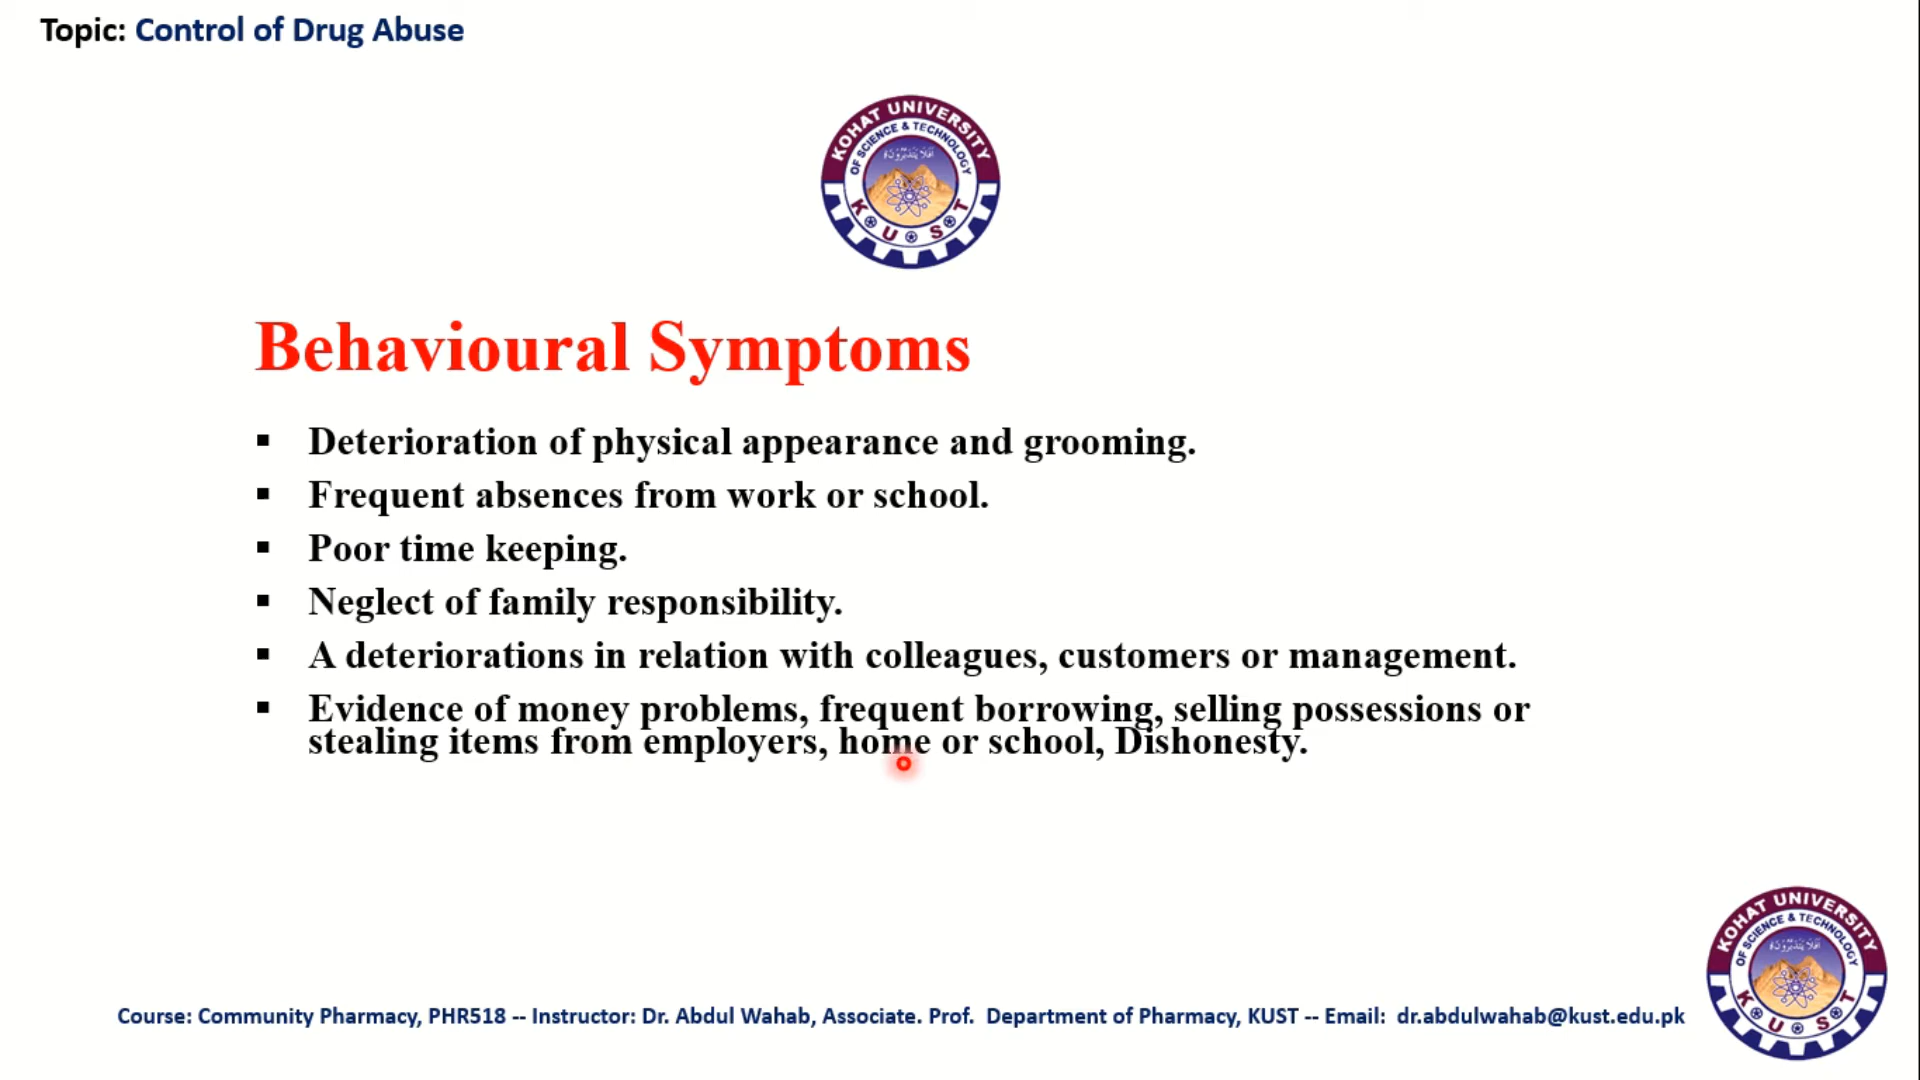 Topic: Control of Drug Abuse
KOHAT UNIVERSITY
OF SCIENCE & TECHNOLOGY
K U S T
Behavioural Symptoms
▪ Deterioration of physical appearance and grooming.
▪ Frequent absences from work or school.
▪ Poor time keeping.
▪ Neglect of family responsibility.
▪ A deteriorations in relation with colleagues, customers or management.
▪ Evidence of money problems, frequent borrowing, selling possessions or
stealing items from employers, home or school, Dishonesty.
KOHAT UNIVERSITY
OF SCIENCE & TECHNOLOGY
K U S T
Course: Community Pharmacy, PHR518 -- Instructor: Dr. Abdul Wahab, Associate. Prof. Department of Pharmacy, KUST -- Email: dr.abdulwahab@kust.edu.pk